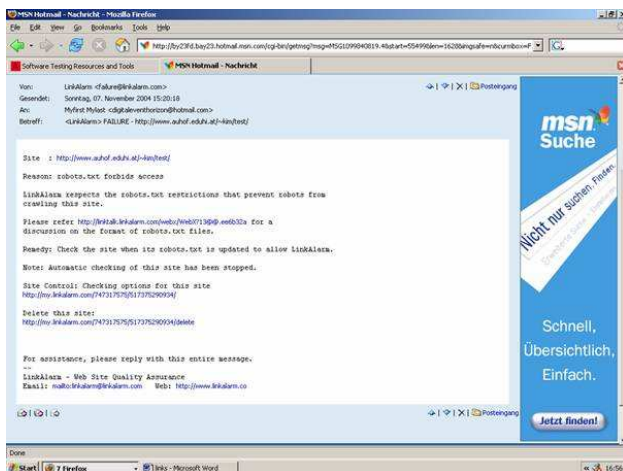 MSN Hotmail - Nachricht - Mozilla Firefox
File Edit View Go Bookmarks Tools Help
Software Testing Resources and Tools
MSN Hotmail - Nachricht
Von: LinkAlarm <failure@linkalarm.com>
Posteingang
Gesendet: Sonntag, 07. November 2004 15:20:18
An: Myfirst Mylast <digitaleventhorizon@hotmail.com>
Betreff: <LinkAlarm> FAILURE - http://www.auhof.eduhi.at/~kim/test/
Site : http://www.auhof.eduhi.at/~kim/test/
Reason: robots.txt forbids access
LinkAlarm respects the robots.txt restrictions that prevent robots from
crawling this site.
Please refer http://linktalk.linkalarm.com/webx/WebX?13@@.ee6b32a for a
discussion on the format of robots.txt files.
Remedy: Check the site when its robots.txt is updated to allow LinkAlarm.
Note: Automatic checking of this site has been stopped.
Site Control: Checking options for this site
http://my.linkalarm.com/747317575/517375290934/
Delete this site:
http://my.linkalarm.com/747317575/517375290934/delete
For assistance, please reply with this entire message.
--
LinkAlarm - Web Site Quality Assurance
Email: mailto:linkalarm@linkalarm.com Web: http://www.linkalarm.co
Posteingang
msn
Suche
Nicht nur suchen. Finden.
Schnell,
Übersichtlich,
Einfach.
Jetzt finden!
Done
Start
7 Firefox
links - Microsoft Word
16:56